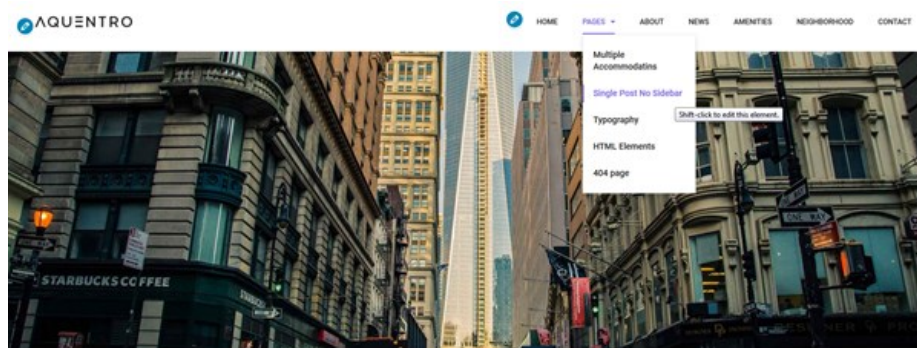 AQUENTRO
HOME PAGES ABOUT NEWS AMENITIES NEIGHBORHOOD CONTACT
Multiple
Accommodatins
Single Post No Sidebar
Shift-click to edit this element.
Typography
HTML Elements
404 page
ONE WAY
STARBUCKS COFFEE